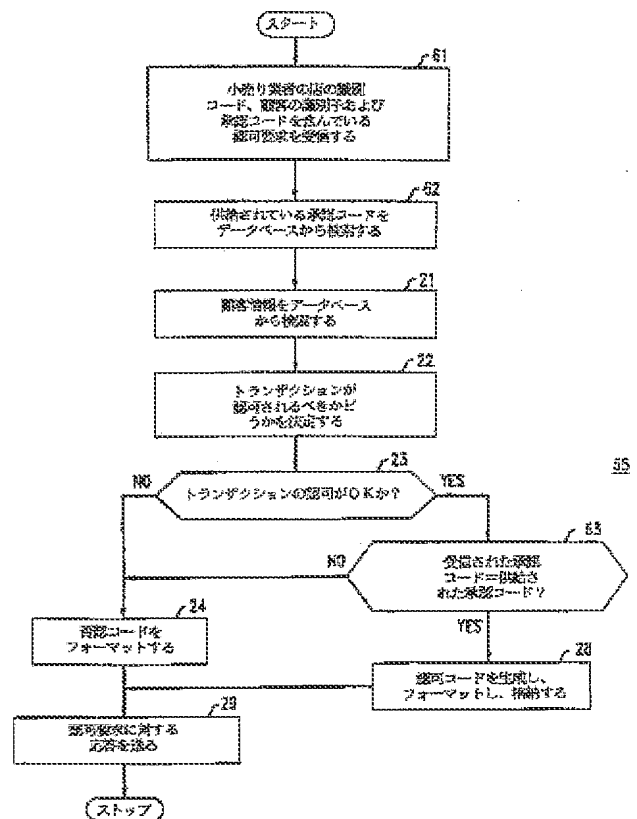 スタート
61
小売り業者の店の識別
コード、顧客の識別子および
承認コードを含んでいる
認可要求を受信する
62
供給されている承認コードを
データベースから検索する
21
顧客情報をデータベース
から検索する
22
トランザクションが
認可されるべきかど
うかを決定する
23
NO
トランザクションの認可がOKか？
YES
65
63
NO
受信された承認
コード＝供給さ
れた承認コード？
YES
24
否認コードを
フォーマットする
28
認可コードを生成し、
フォーマットし、格納する
29
認可要求に対する
応答を送る
ストップ